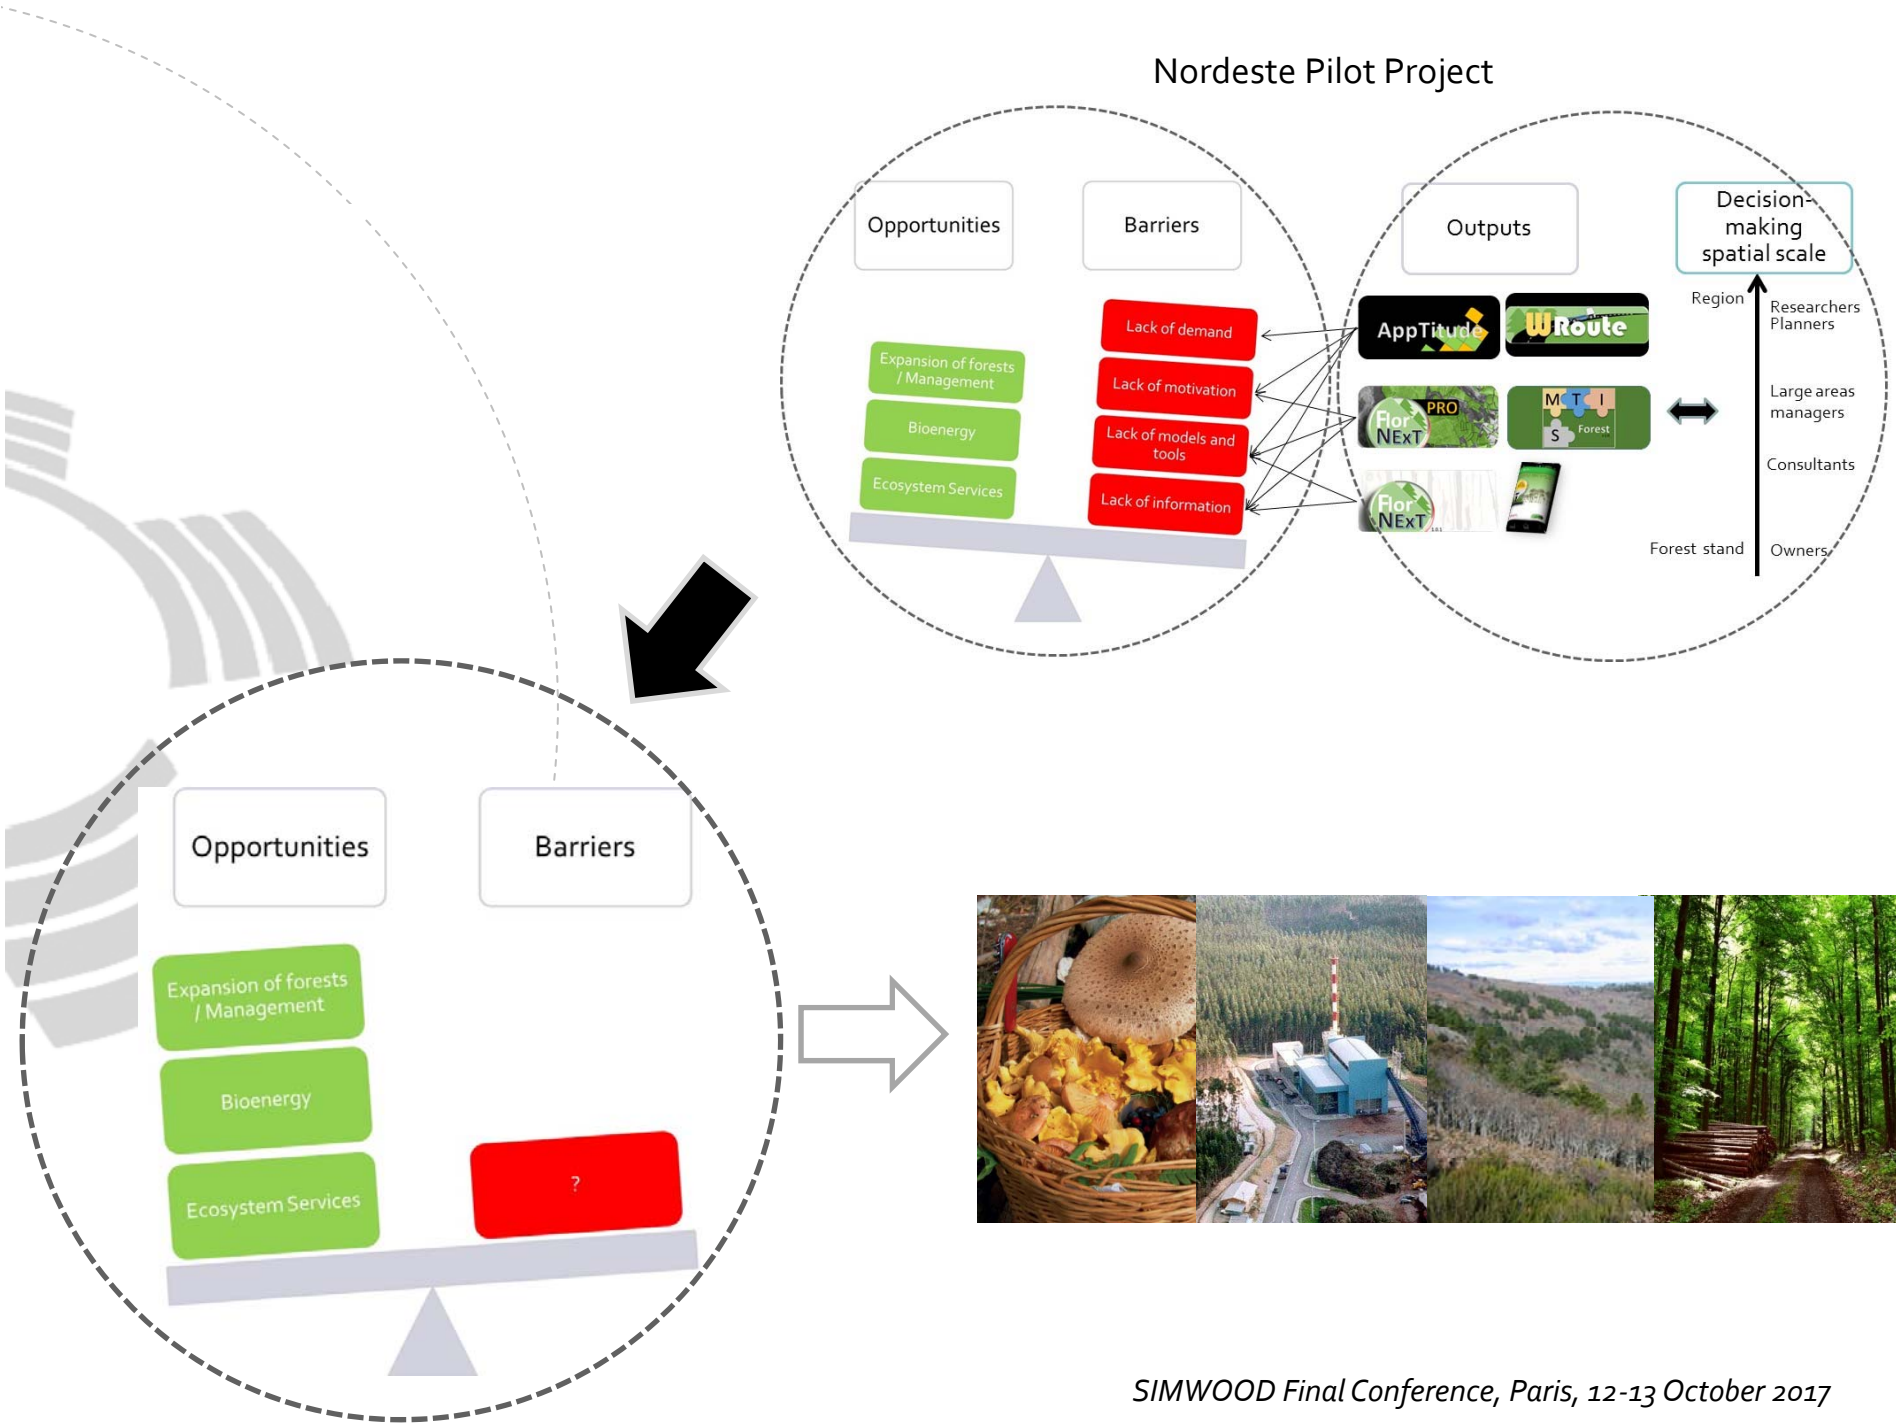 Nordeste Pilot Project
Opportunities
Barriers
Outputs
Decision-
making
spatial scale
Expansion of forests
/ Management
Bioenergy
Ecosystem Services
Lack of demand
Lack of motivation
Lack of models and
tools
Lack of information
AppTitude
WRoute
Flor
NExT
PRO
M T I
S
Forest
Flor
NExT
1.0.1
Region
Researchers
Planners
Large areas
managers
Consultants
Forest stand
Owners
Opportunities
Barriers
Expansion of forests
/ Management
Bioenergy
Ecosystem Services
?
SIMWOOD Final Conference, Paris, 12-13 October 2017